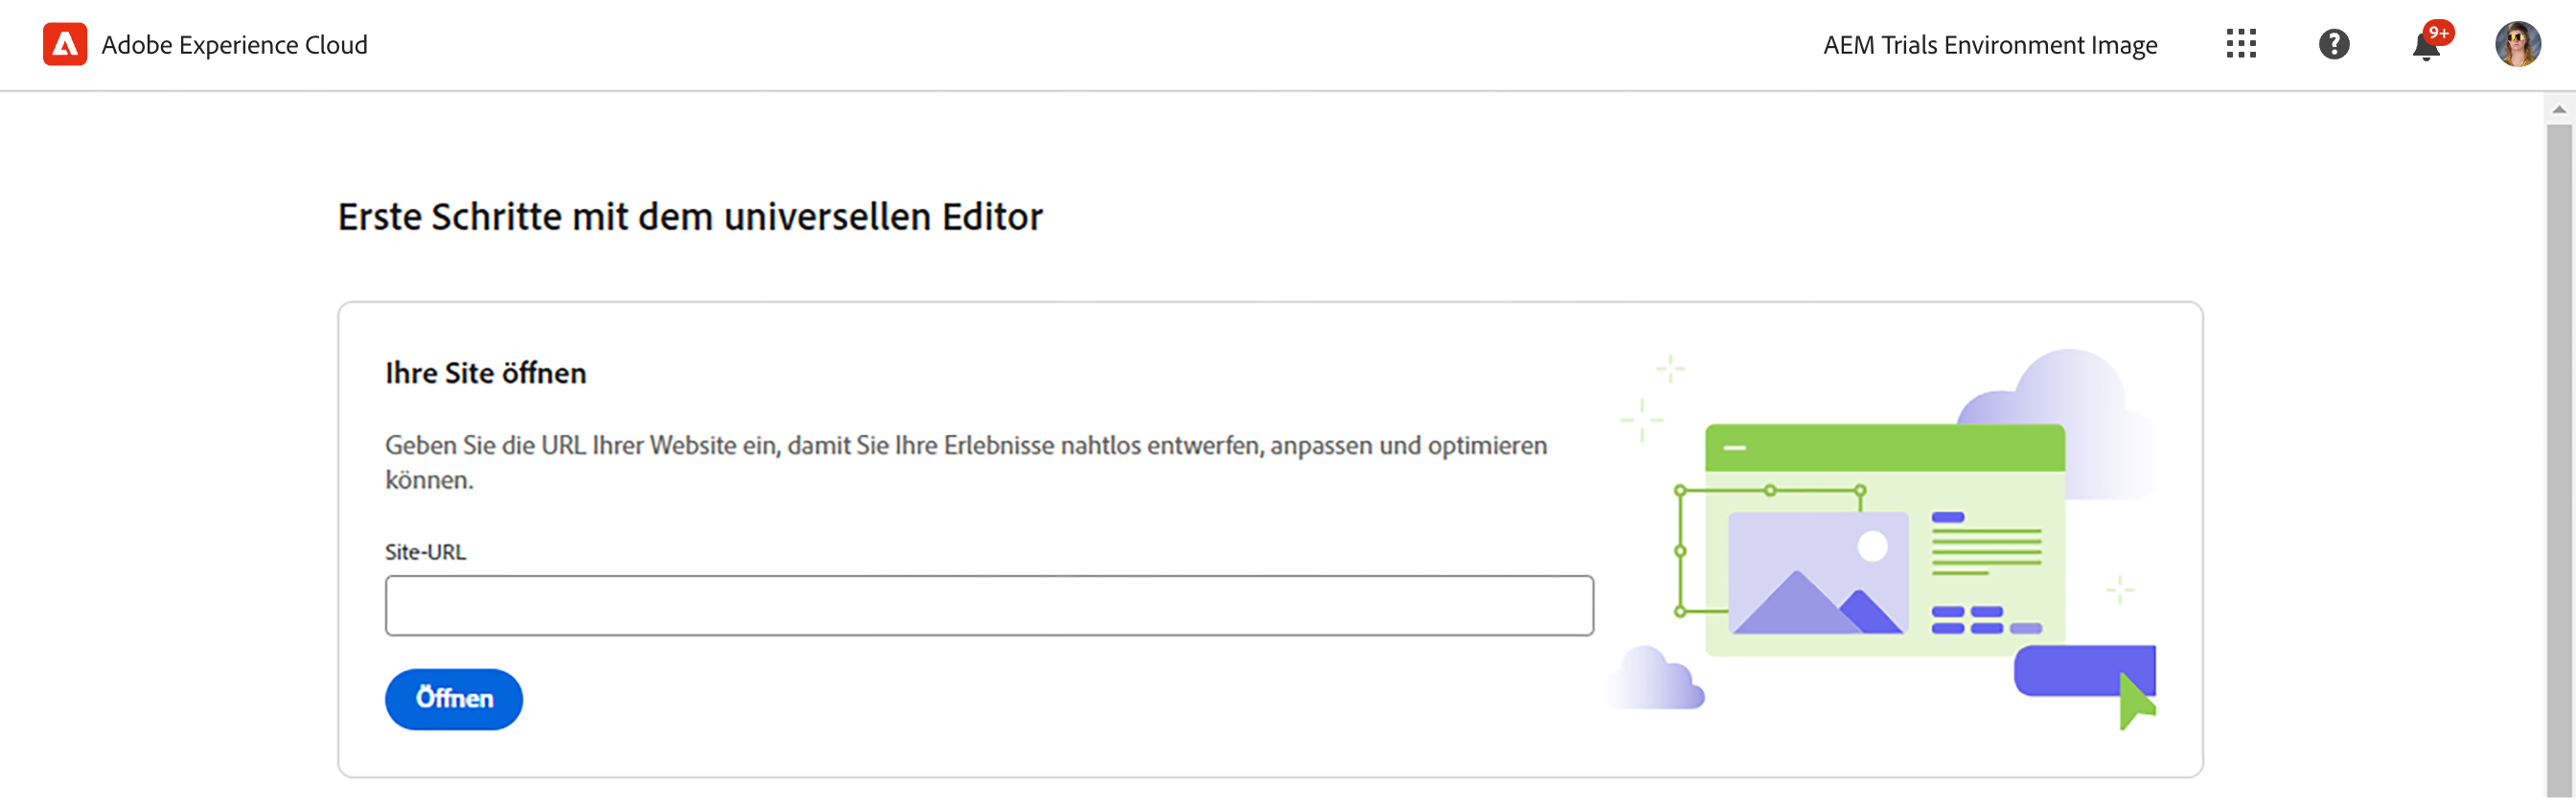 Adobe Experience Cloud
AEM Trials Environment Image
9+
Erste Schritte mit dem universellen Editor
Ihre Site öffnen
Geben Sie die URL Ihrer Website ein, damit Sie Ihre Erlebnisse nahtlos entwerfen, anpassen und optimieren
können.
Site-URL
Öffnen